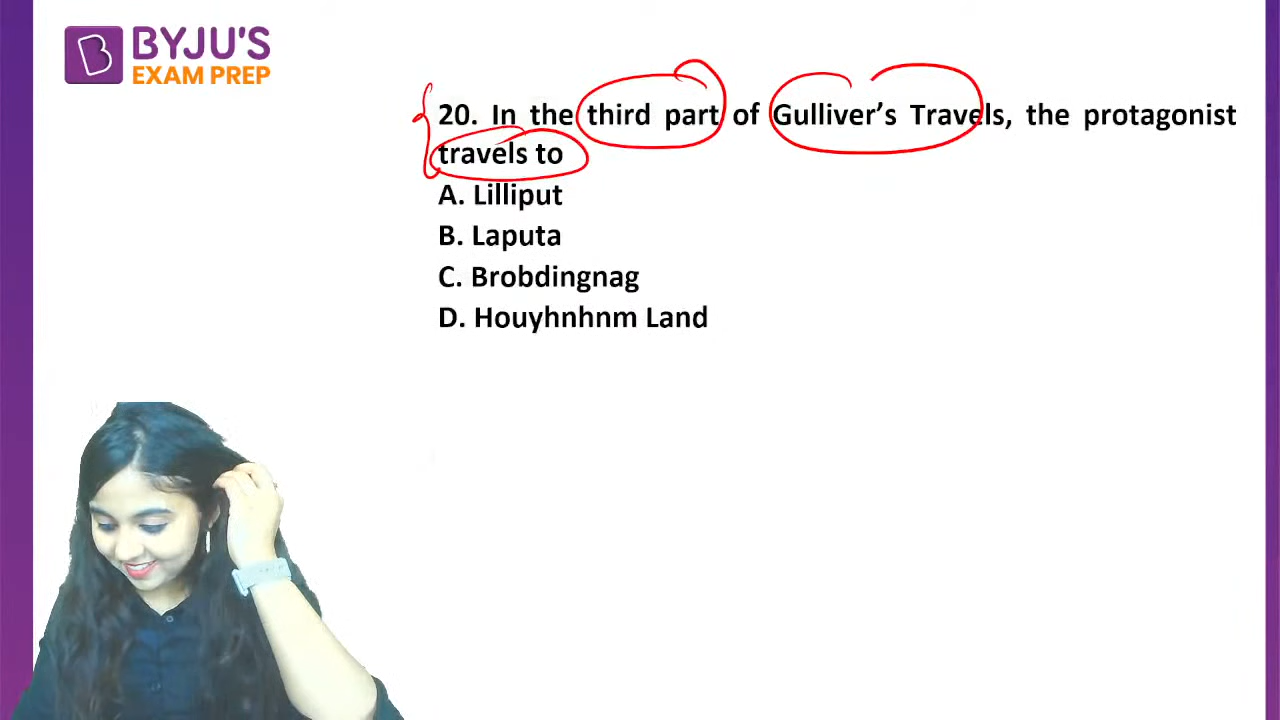 BYJU'S
EXAM PREP
20. In the third part of Gulliver's Travels, the protagonist
travels to
A. Lilliput
B. Laputa
C. Brobdingnag
D. Houyhnhnm Land